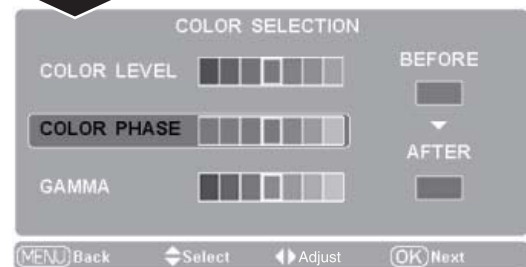 COLOR SELECTION
COLOR LEVEL
BEFORE
COLOR PHASE
AFTER
GAMMA
MENU Back Select Adjust OK Next